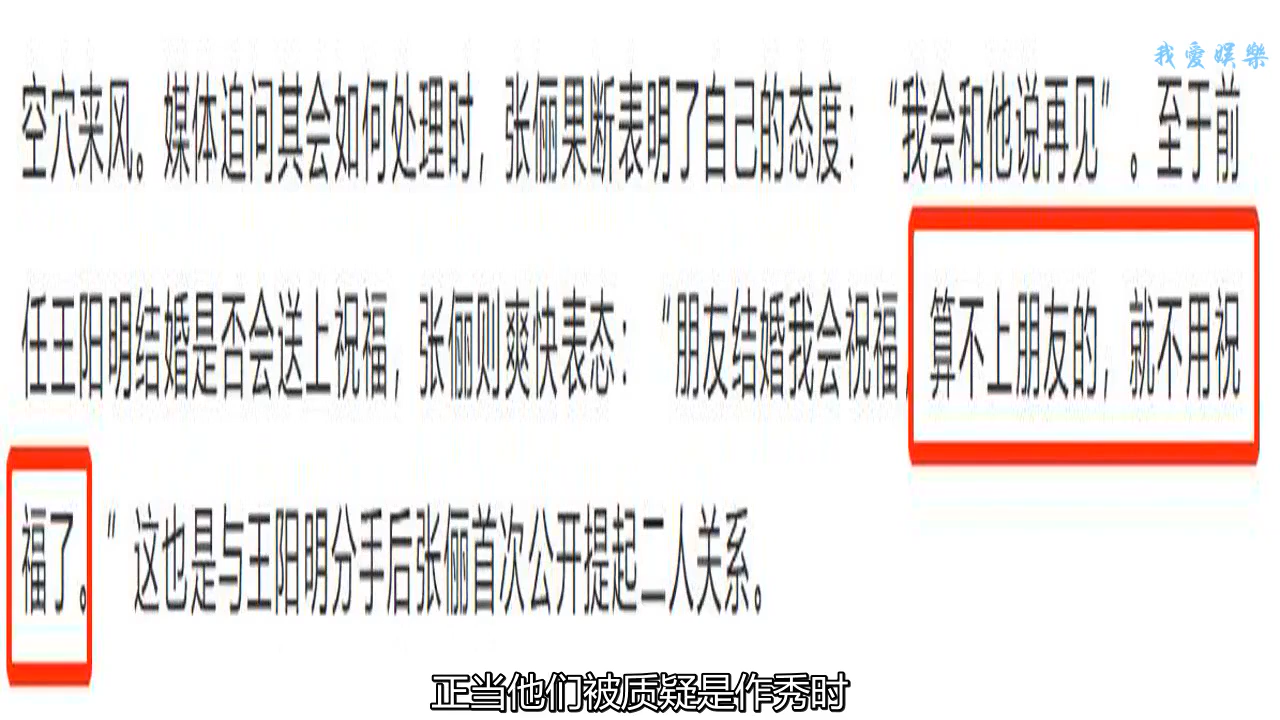 我爱娱樂
空穴来风。媒体追问其会如何处理时，张俪果断表明了自己的态度：“我会和他说再见”。至于前
任王阳明结婚是否会送上祝福，张俪则爽快表态：“朋友结婚我会祝福，算不上朋友的，就不用祝
福了。”这也是与王阳明分手后张俪首次公开提起二人关系。
正当他们被质疑是作秀时